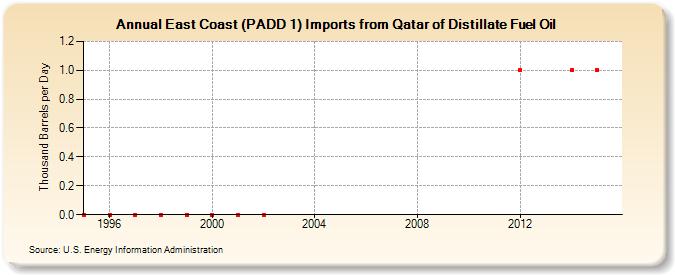 Annual East Coast (PADD 1) Imports from Qatar of Distillate Fuel Oil
Thousand Barrels per Day
1.2
1.0
0.8
0.6
0.4
0.2
0.0
1996 2000 2004 2008 2012
Source: U.S. Energy Information Administration